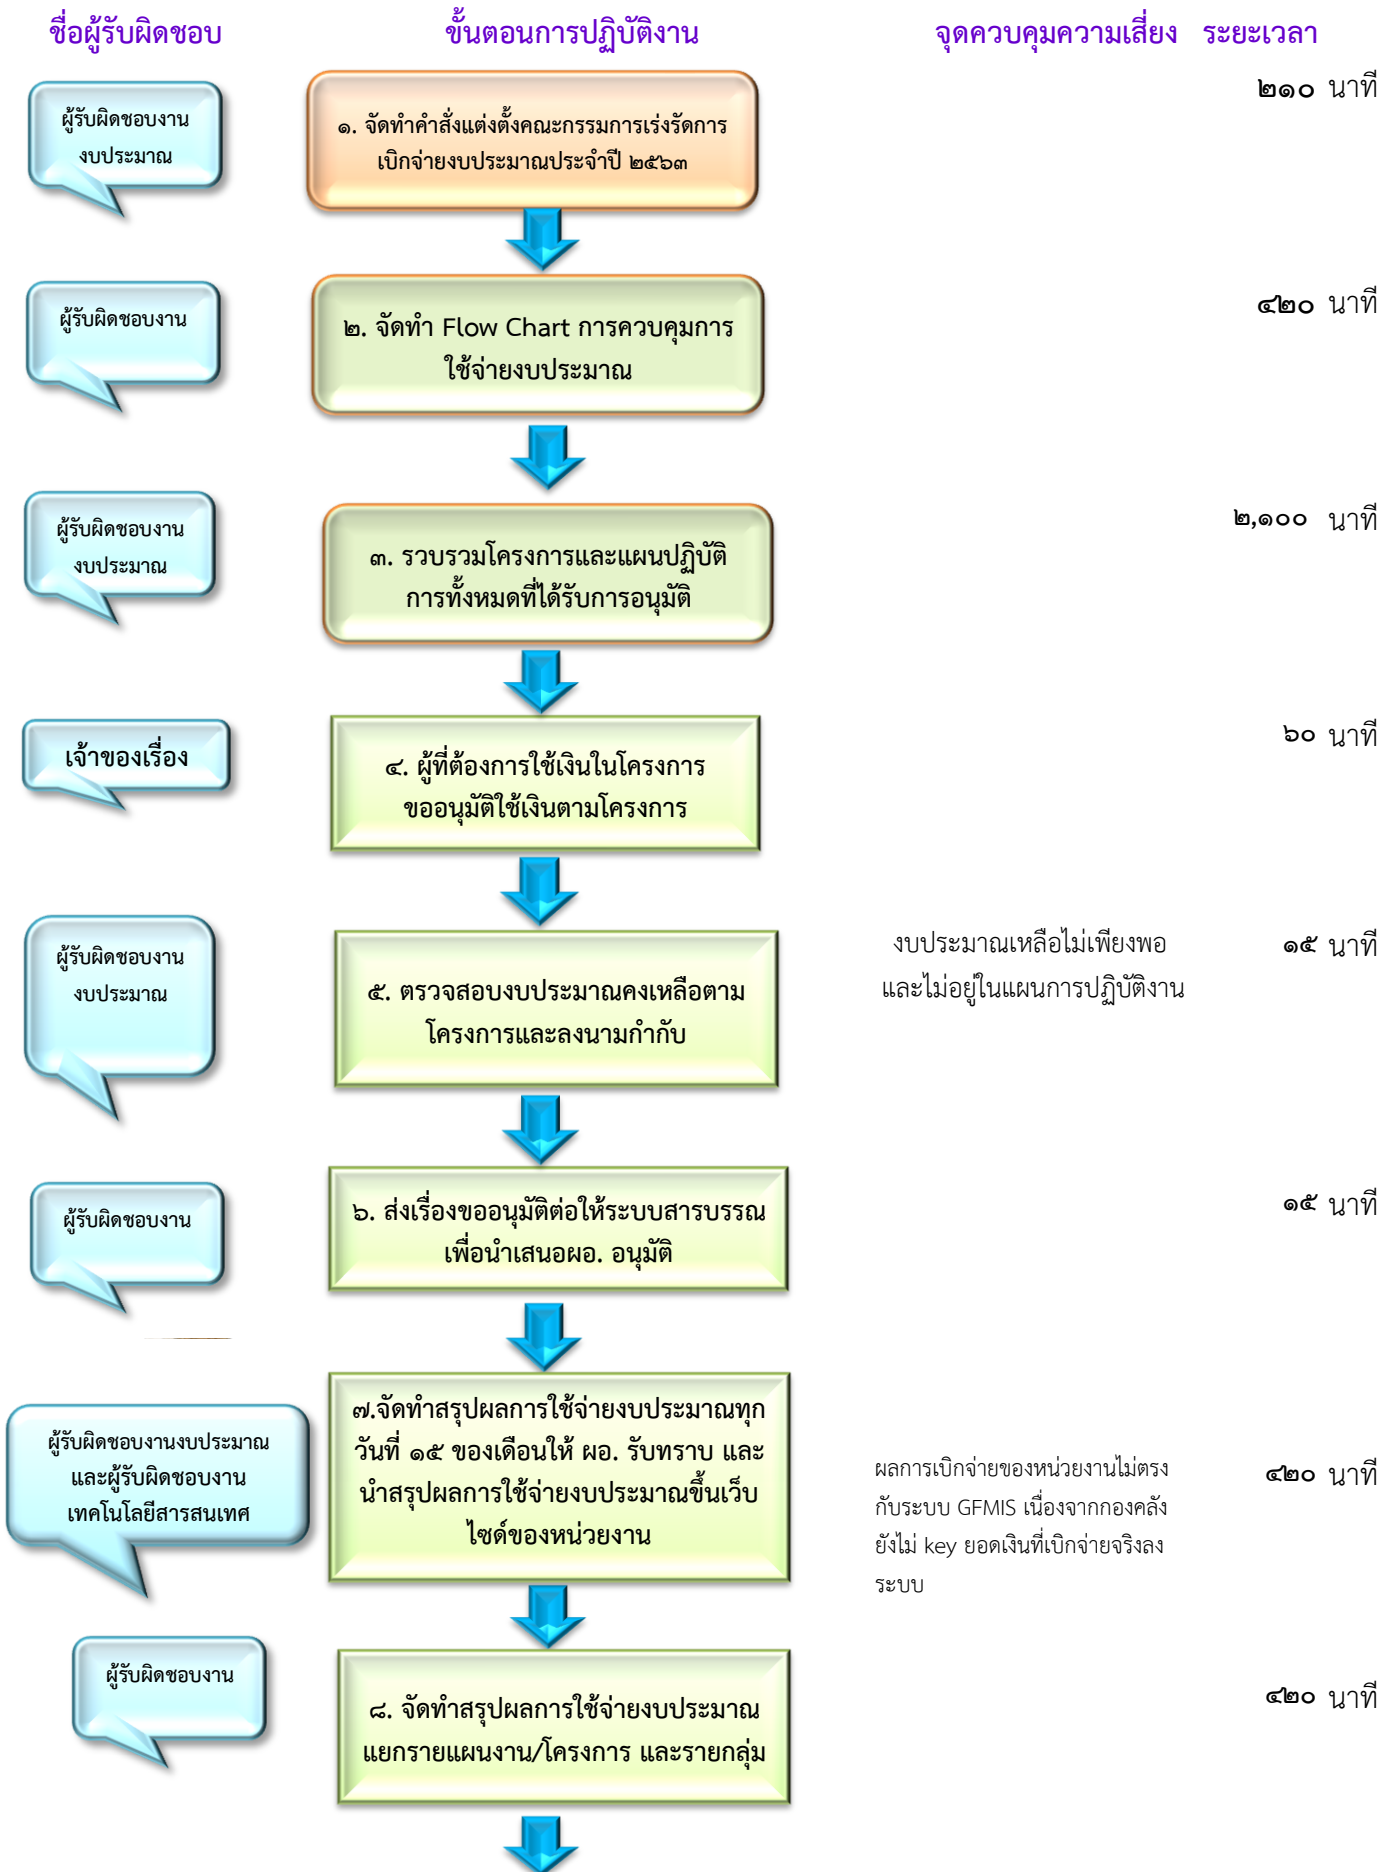 ชื่อผู้รับผิดชอบ ขั้นตอนการปฏิบัติงาน จุดควบคุมความเสี่ยง ระยะเวลา
ผู้รับผิดชอบงาน
งบประมาณ
๑. จัดทำคำสั่งแต่งตั้งคณะกรรมการเร่งรัดการ
เบิกจ่ายงบประมาณประจำปี ๒๕๖๓
๒๑๐ นาที
ผู้รับผิดชอบงาน
๒. จัดทำ Flow Chart การควบคุมการ
ใช้จ่ายงบประมาณ
๔๒๐ นาที
ผู้รับผิดชอบงาน
งบประมาณ
๓. รวบรวมโครงการและแผนปฏิบัติ
การทั้งหมดที่ได้รับการอนุมัติ
๒,๑๐๐ นาที
เจ้าของเรื่อง
๔. ผู้ที่ต้องการใช้เงินในโครงการ
ขออนุมัติใช้เงินตามโครงการ
๖๐ นาที
ผู้รับผิดชอบงาน
งบประมาณ
๕. ตรวจสอบงบประมาณคงเหลือตาม
โครงการและลงนามกำกับ
งบประมาณเหลือไม่เพียงพอ
และไม่อยู่ในแผนการปฏิบัติงาน
๑๕ นาที
ผู้รับผิดชอบงาน
๖. ส่งเรื่องขออนุมัติต่อให้ระบบสารบรรณ
เพื่อนำเสนอผอ. อนุมัติ
๑๕ นาที
ผู้รับผิดชอบงานงบประมาณ
และผู้รับผิดชอบงาน
เทคโนโลยีสารสนเทศ
๗.จัดทำสรุปผลการใช้จ่ายงบประมาณทุก
วันที่ ๑๕ ของเดือนให้ ผอ. รับทราบ และ
นำสรุปผลการใช้จ่ายงบประมาณขึ้นเว็บ
ไซด์ของหน่วยงาน
ผลการเบิกจ่ายของหน่วยงานไม่ตรง
กับระบบ GFMIS เนื่องจากกองคลัง
ยังไม่ key ยอดเงินที่เบิกจ่ายจริงลง
ระบบ
๔๒๐ นาที
ผู้รับผิดชอบงาน
๘. จัดทำสรุปผลการใช้จ่ายงบประมาณ
แยกรายแผนงาน/โครงการ และรายกลุ่ม
๔๒๐ นาที